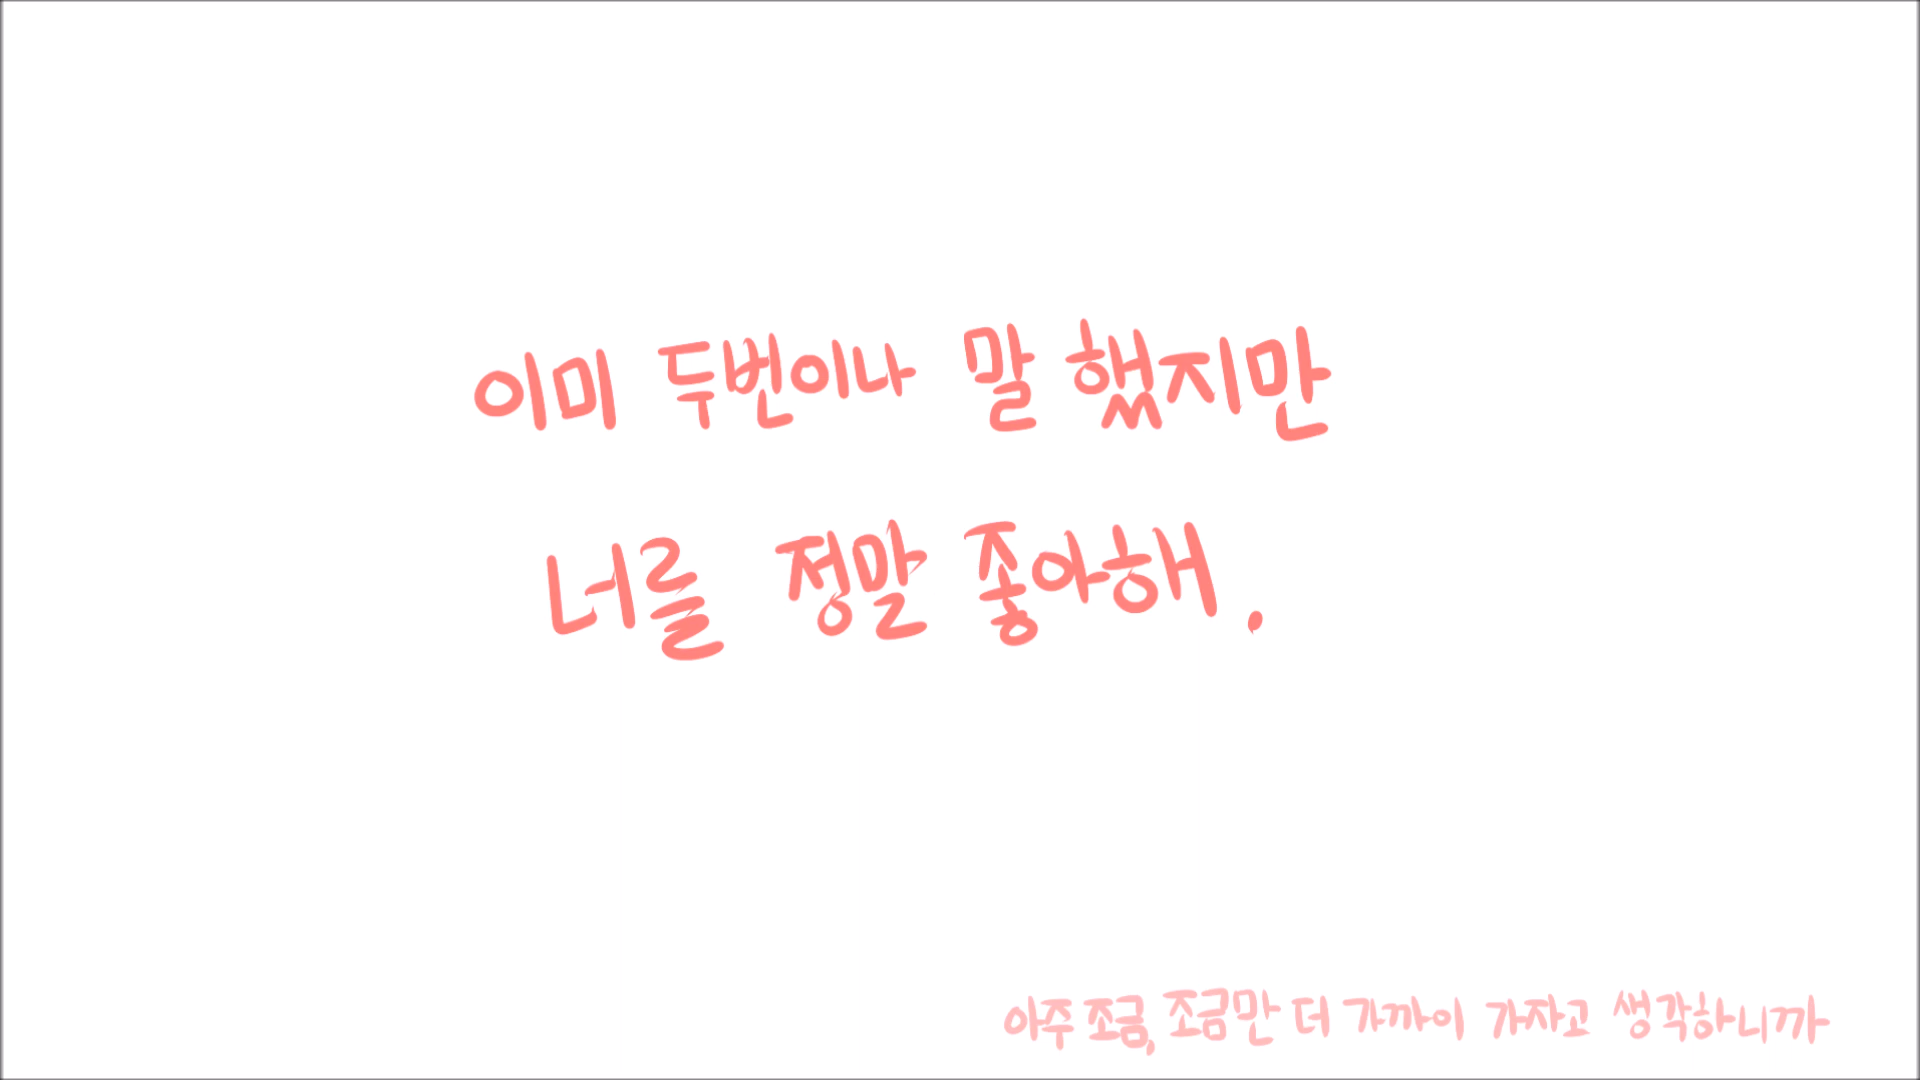 이미 두번이나 말 했지만
너를 정말 좋아해.
아주 조금, 조금만 더 가까이 가자고 생각하니까